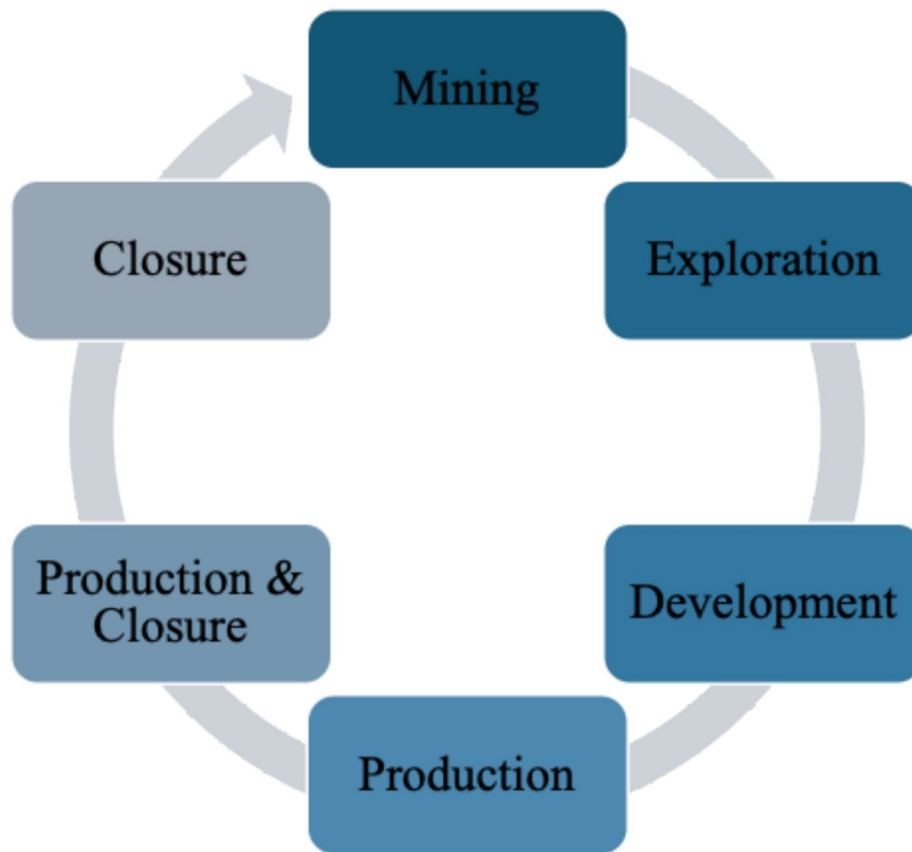 Mining
Exploration
Development
Production
Production &
Closure
Closure